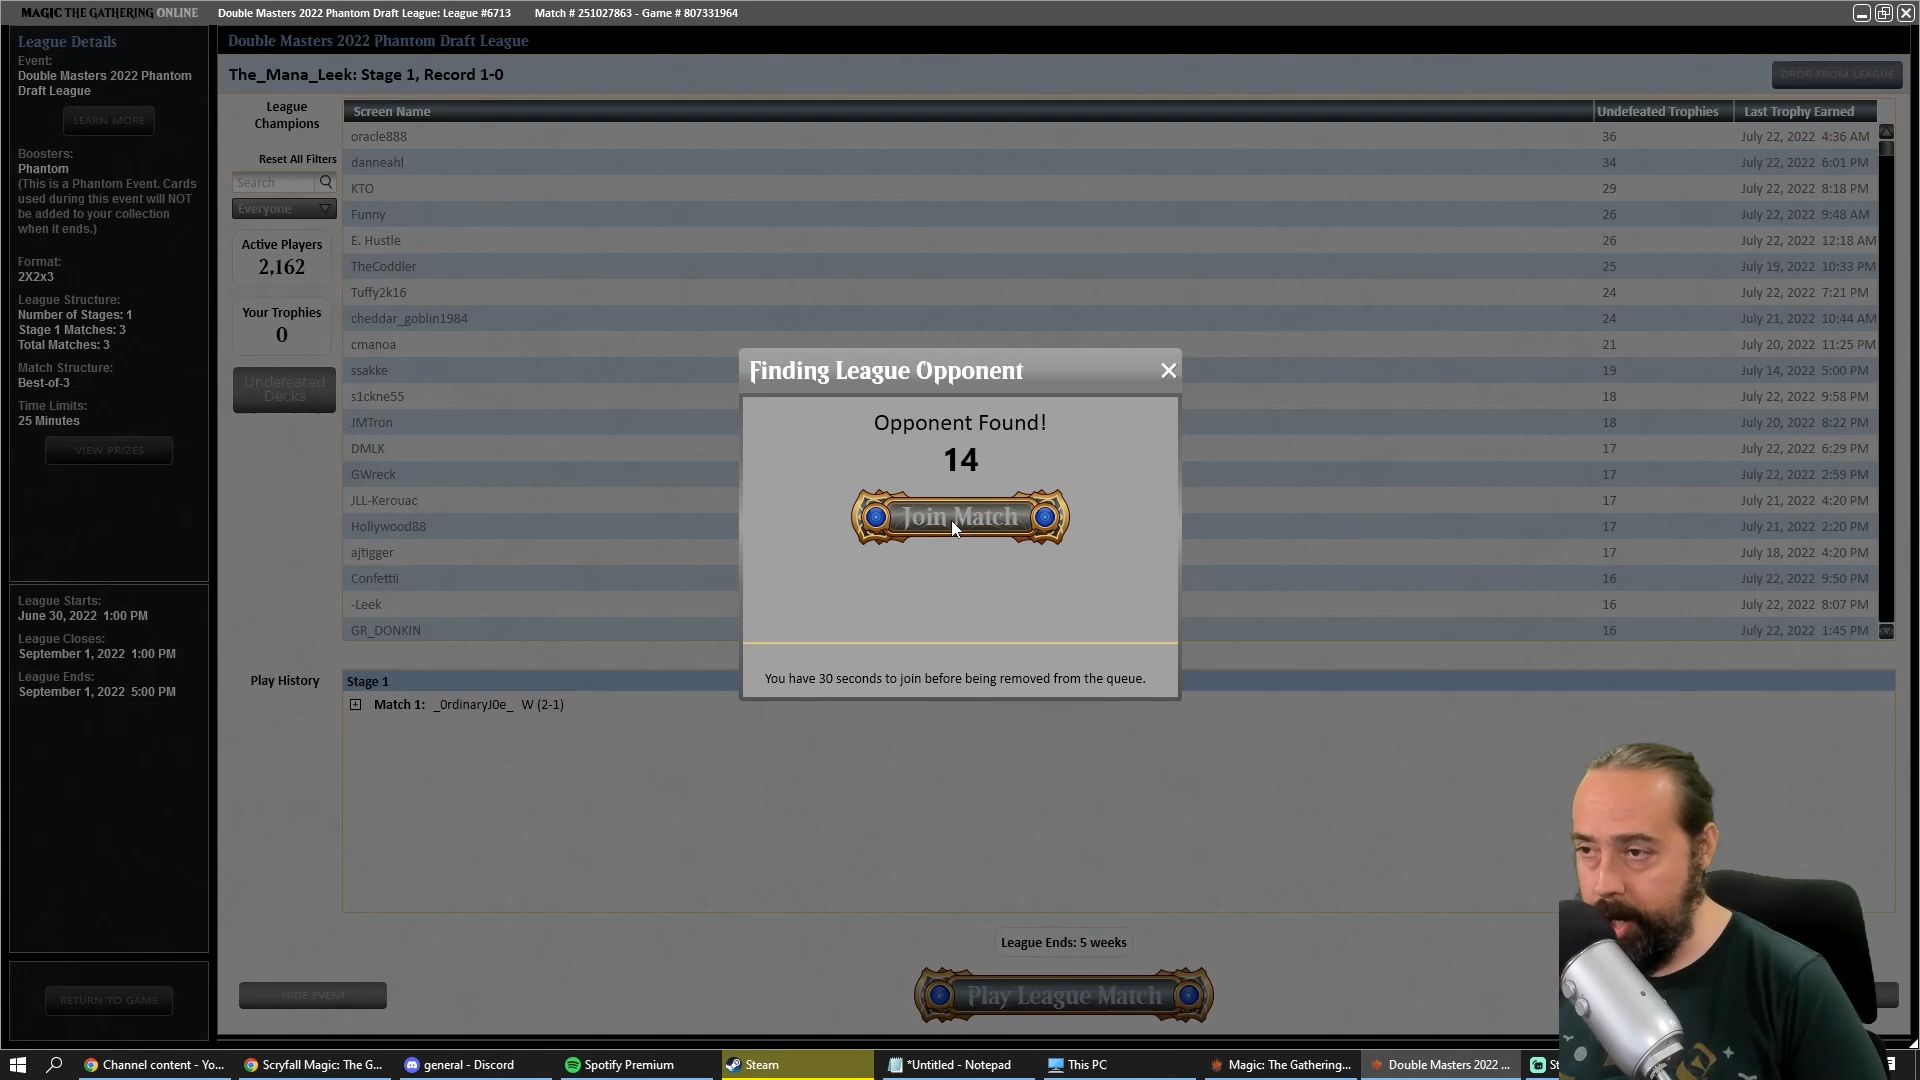 MAGIC THE GATHERING ONLINE
Double Masters 2022 Phantom Draft League: League #6713
Match # 251027863 - Game # 807331964
League Details
Event:
Double Masters 2022 Phantom
Draft League
LEARN MORE
Boosters:
Phantom
(This is a Phantom Event. Cards
used during this event will NOT
be added to your collection
when it ends.)
Format:
2X2x3
League Structure:
Number of Stages: 1
Stage 1 Matches: 3
Total Matches: 3
Match Structure:
Best-of-3
Time Limits:
25 Minutes
VIEW PRIZES
League Starts:
June 30, 2022 1:00 PM
League Closes:
September 1, 2022 1:00 PM
League Ends:
September 1, 2022 5:00 PM
RETURN TO GAME
Double Masters 2022 Phantom Draft League
The_Mana_Leek: Stage 1, Record 1-0
DROP FROM LEAGUE
League
Champions
Reset All Filters
Search
Everyone
Active Players
2,162
Your Trophies
0
Undefeated
Decks
Screen Name Undefeated Trophies Last Trophy Earned
oracle888 36 July 22, 2022 4:36 AM
danneahl 34 July 22, 2022 6:01 PM
KTO 29 July 22, 2022 8:18 PM
Funny 26 July 22, 2022 9:48 AM
E. Hustle 26 July 22, 2022 12:18 AM
TheCoddler 25 July 19, 2022 10:33 PM
Tuffy2k16 24 July 22, 2022 7:21 PM
cheddar_goblin1984 24 July 21, 2022 10:44 AM
cmanoa 21 July 20, 2022 11:25 PM
ssakke 19 July 14, 2022 5:00 PM
s1ckne55 18 July 22, 2022 9:58 PM
JMTron 18 July 20, 2022 8:22 PM
DMLK 17 July 22, 2022 6:29 PM
GWreck 17 July 22, 2022 2:59 PM
JLL-Kerouac 17 July 21, 2022 4:20 PM
Hollywood88 17 July 21, 2022 2:20 PM
ajtigger 17 July 18, 2022 4:20 PM
Confettii 16 July 22, 2022 9:50 PM
-Leek 16 July 22, 2022 8:07 PM
GR_DONKIN 16 July 22, 2022 1:45 PM
Finding League Opponent
Opponent Found!
14
Join Match
You have 30 seconds to join before being removed from the queue.
Play History
Stage 1
Match 1: _0rdinaryJ0e_ W (2-1)
League Ends: 5 weeks
HIDE EVENT
Play League Match
Channel content - Yo...
Scryfall Magic: The G...
general - Discord
Spotify Premium
Steam
*Untitled - Notepad
This PC
Magic: The Gathering...
Double Masters 2022 ...